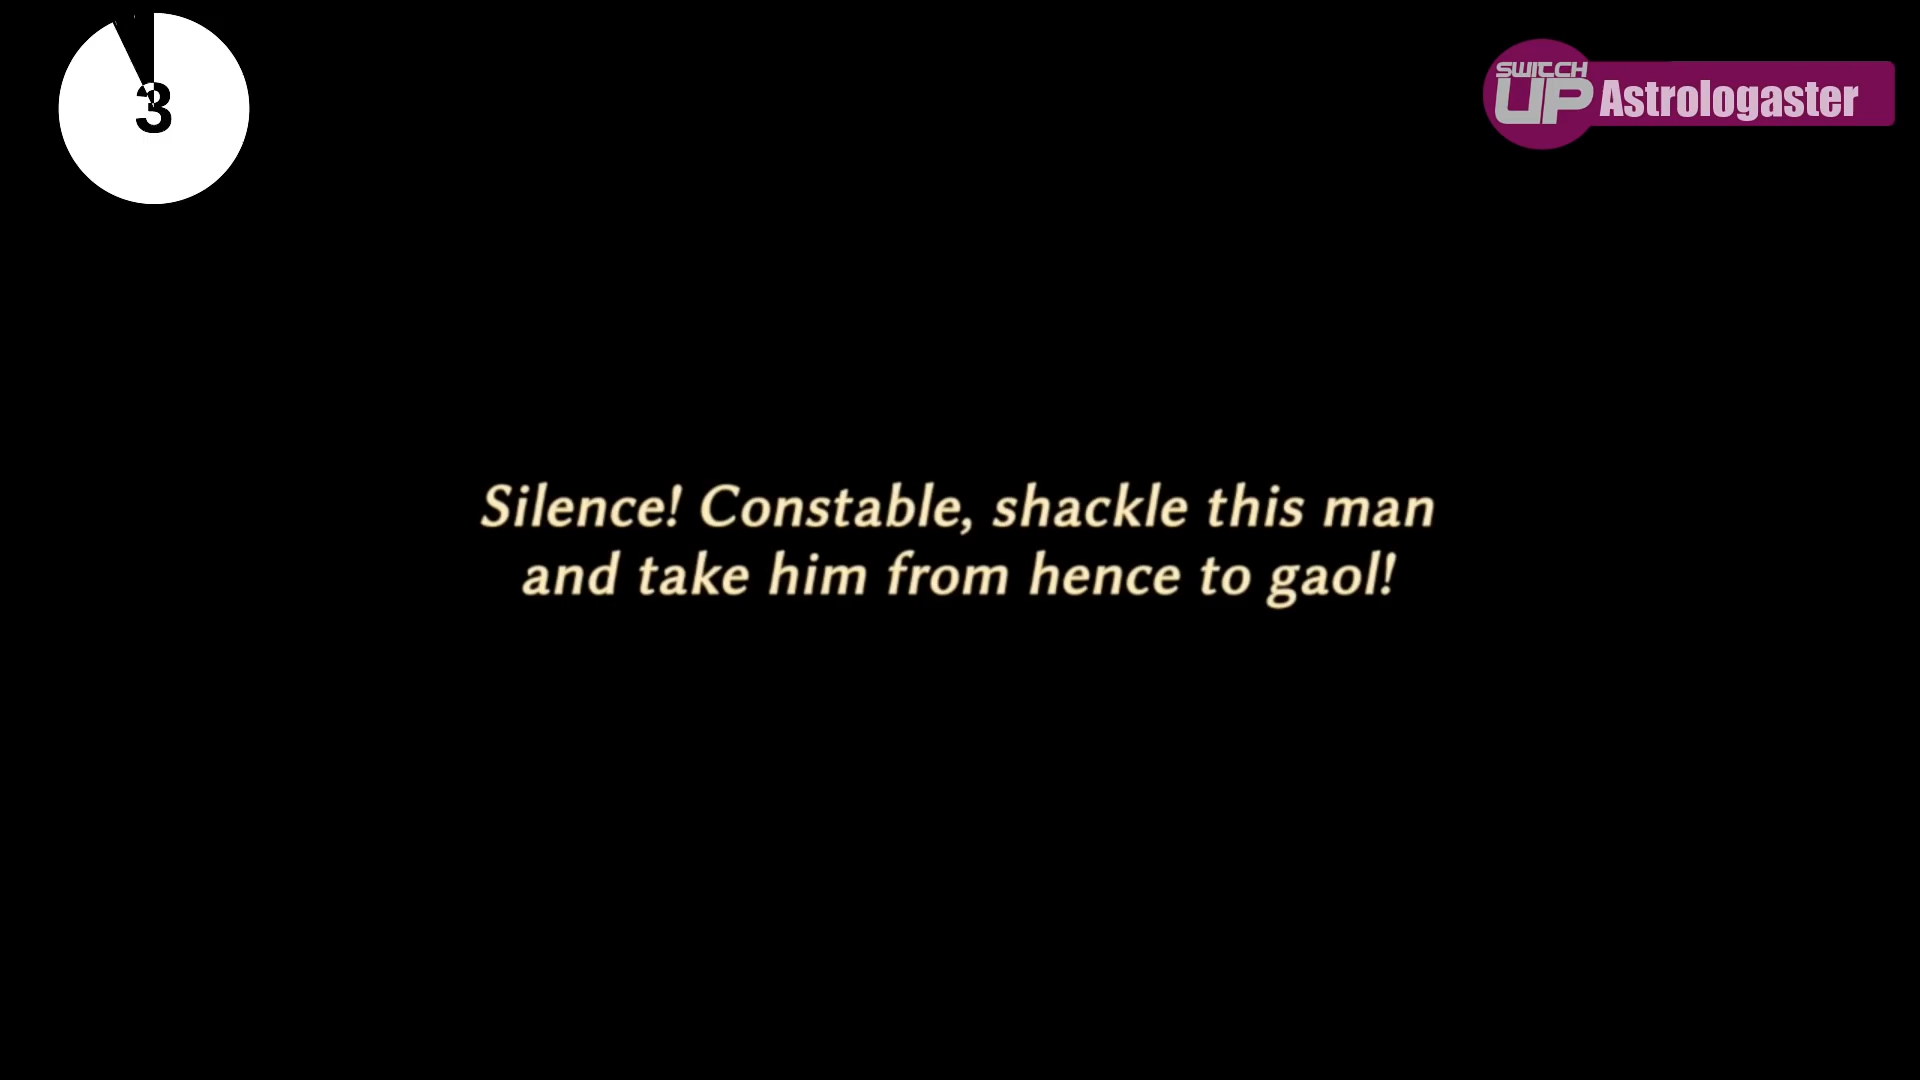 3
SWITCH
UP Astrologaster
Silence! Constable, shackle this man
and take him from hence to gaol!